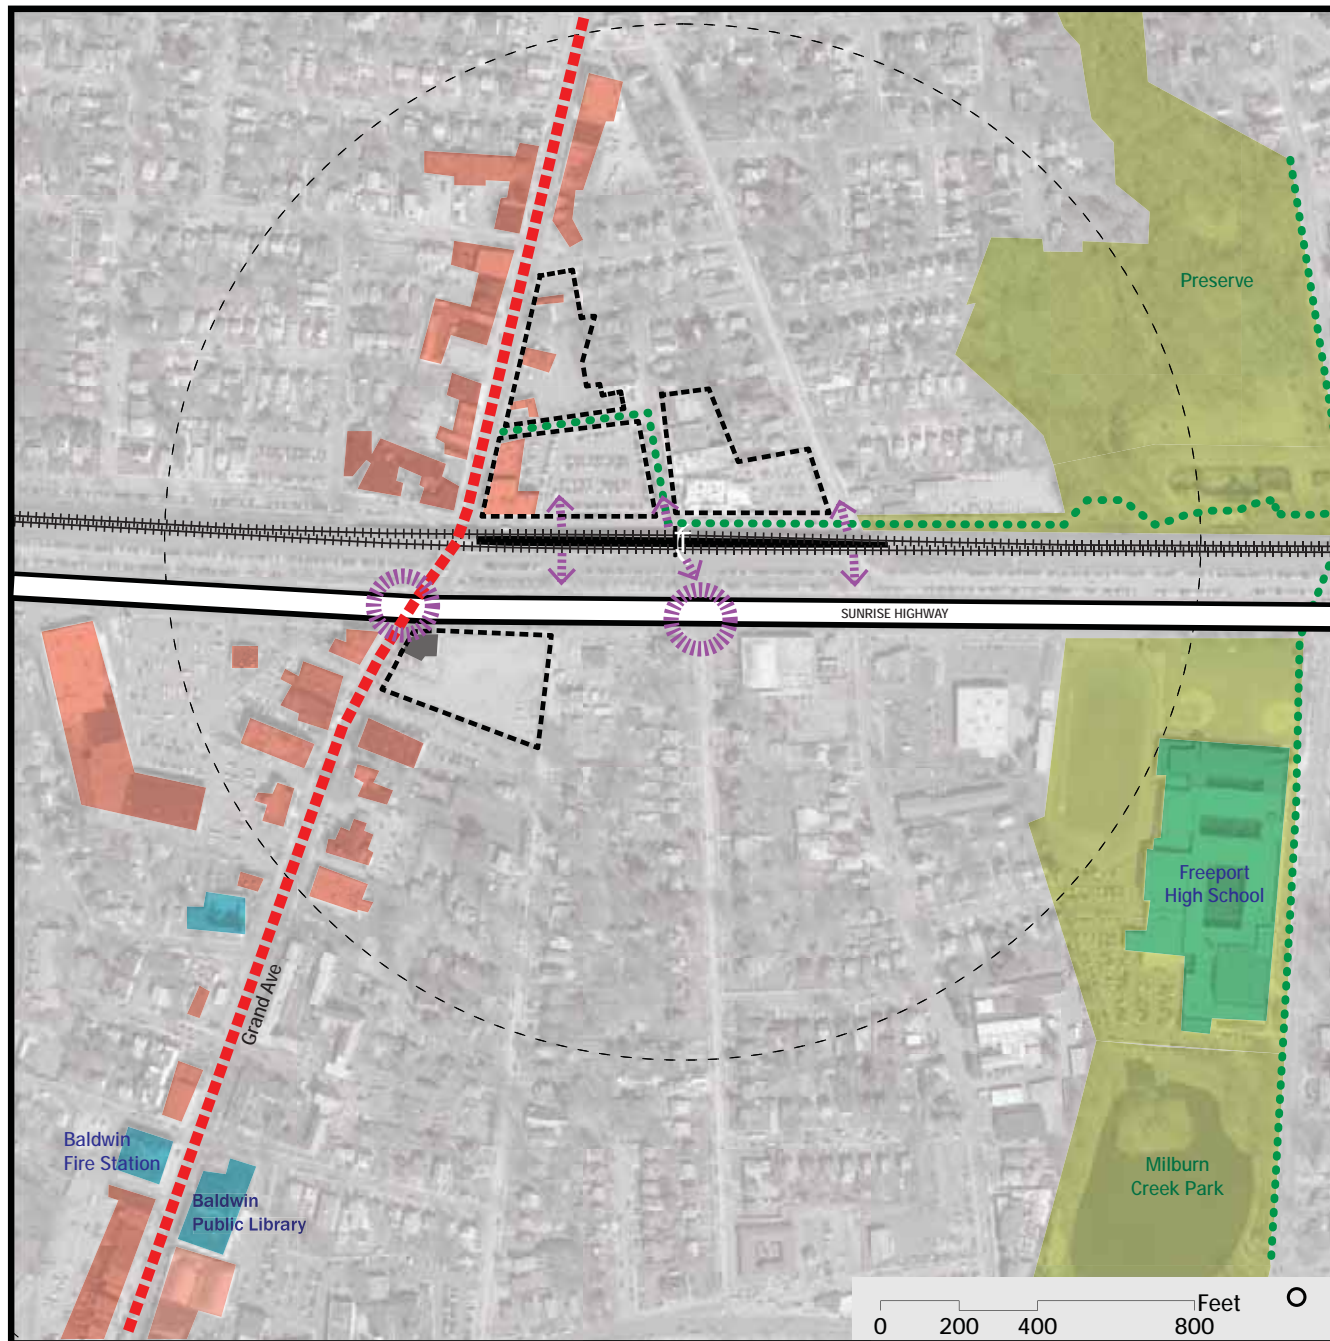 Preserve
SUNRISE HIGHWAY
Freeport
High School
Grand Ave
Baldwin
Fire Station
Baldwin
Public Library
Milburn
Creek Park
Feet
0 200 400 800